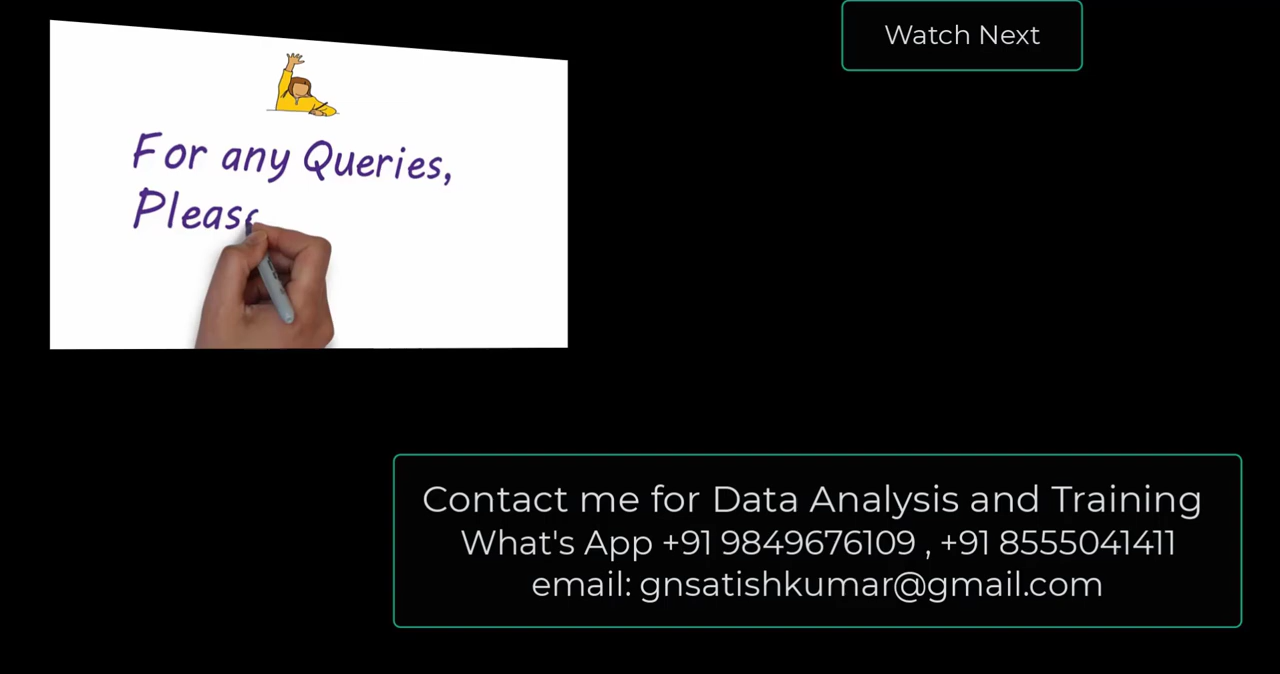 Watch Next
For any Queries,
Please
Contact me for Data Analysis and Training
What's App +91 9849676109 , +91 8555041411
email: gnsatishkumar@gmail.com